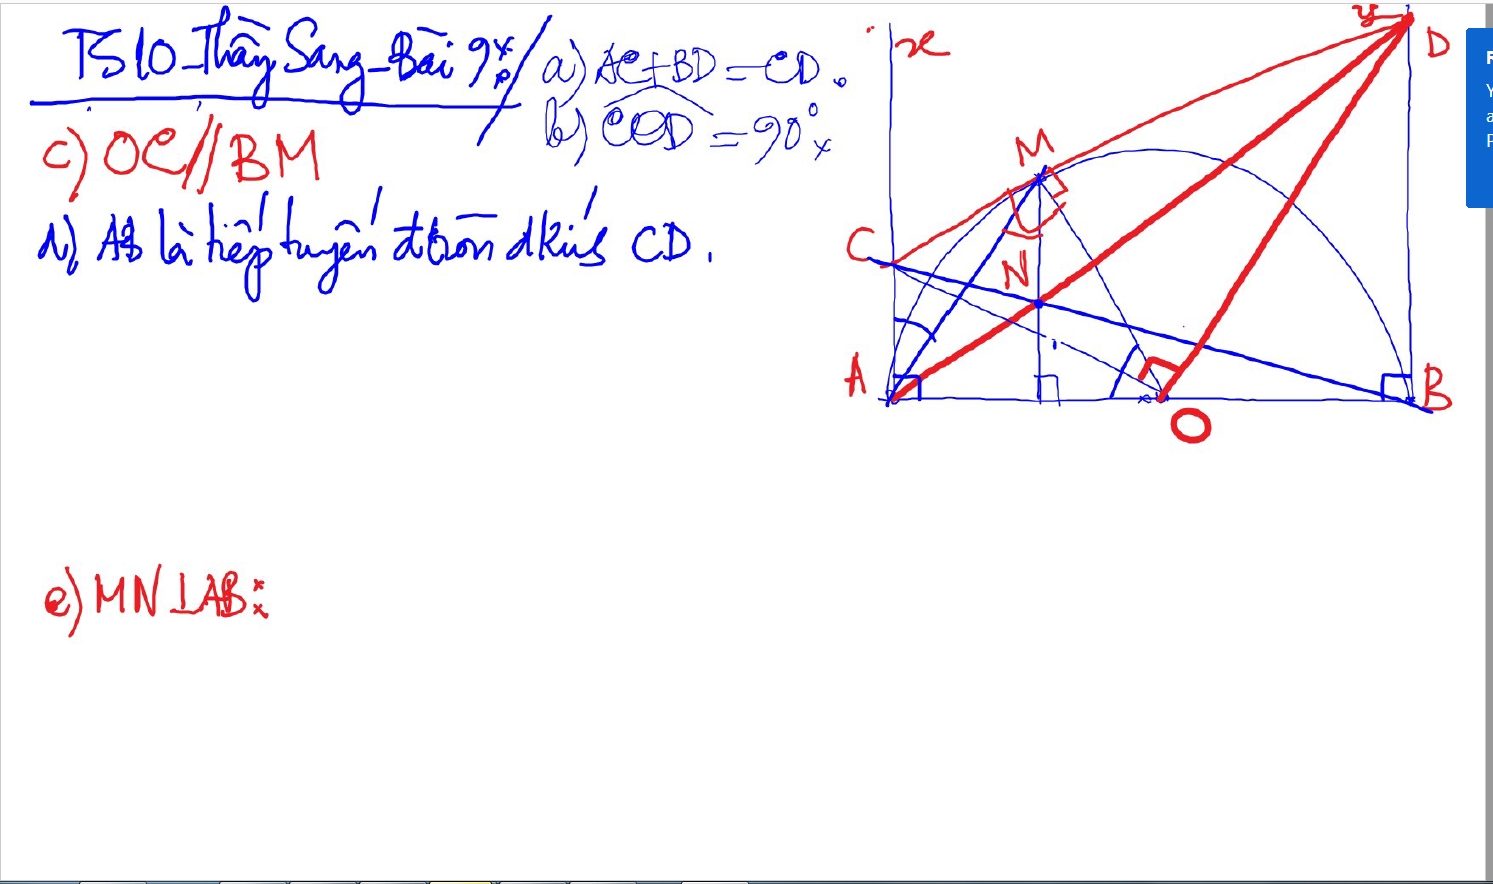 TS10_Thầy Sang_Bài 9:
a) AC+BD=CD.
b) COD = 90°
c) OC//BM
d) AB là tiếp tuyến đtròn đkính CD.
e) MN⊥AB:
x
y
D
M
C
N
A
B
O